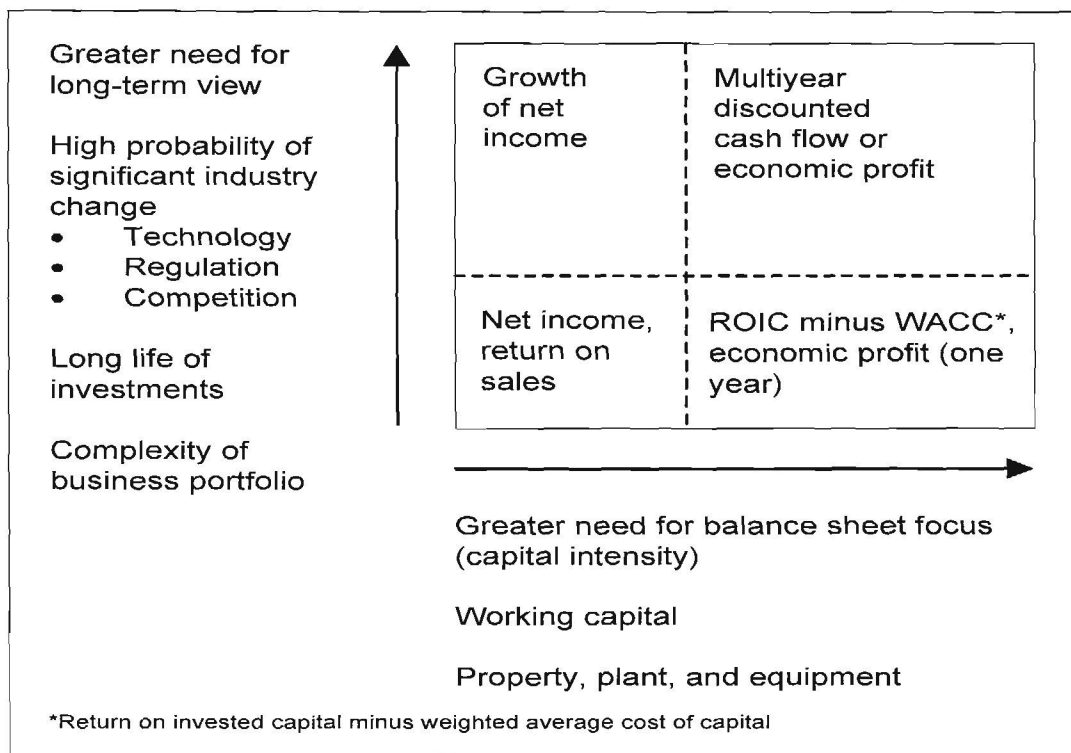 Greater need for
long-term view
High probability of
significant industry
change
• Technology
• Regulation
• Competition
Long life of
investments
Complexity of
business portfolio
Growth
of net
income
Multiyear
discounted
cash flow or
economic profit
Net income,
return on
sales
ROIC minus WACC*,
economic profit (one
year)
Greater need for balance sheet focus
(capital intensity)
Working capital
Property, plant, and equipment
*Return on invested capital minus weighted average cost of capital